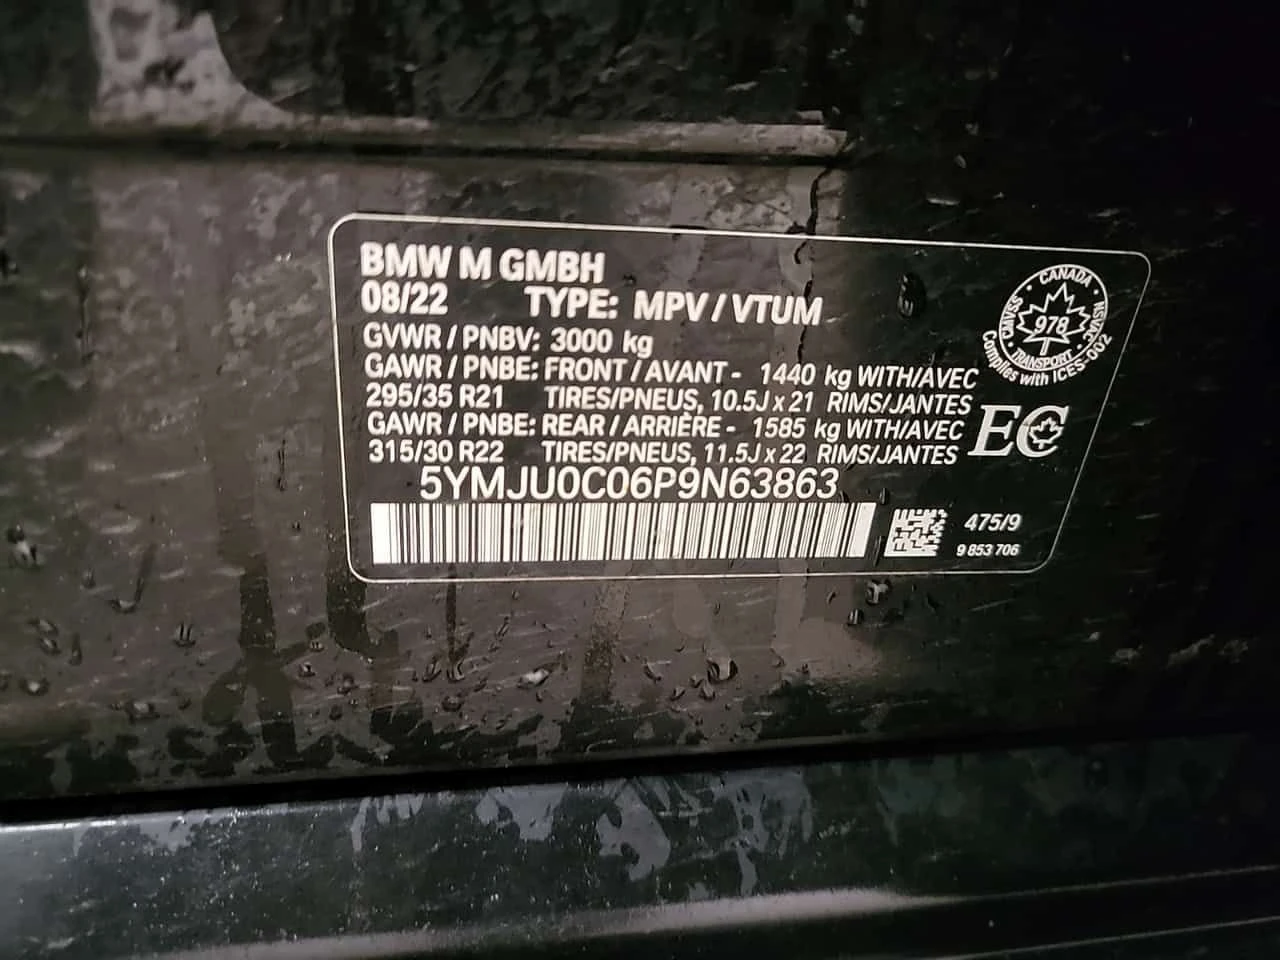 BMW M GMBH
08/22 TYPE: MPV / VTUM
GVWR / PNBV: 3000 kg
GAWR / PNBE: FRONT / AVANT - 1440 kg WITH/AVEC
295/35 R21 TIRES/PNEUS, 10.5J x 21 RIMS/JANTES
GAWR / PNBE: REAR / ARRIÈRE - 1585 kg WITH/AVEC
315/30 R22 TIRES/PNEUS, 11.5J x 22 RIMS/JANTES
5YMJU0C06P9N63863
CANADA
CMVSS · NSVAC
978
· TRANSPORT ·
Complies with ICES-002
EC
475/9
9 853 706